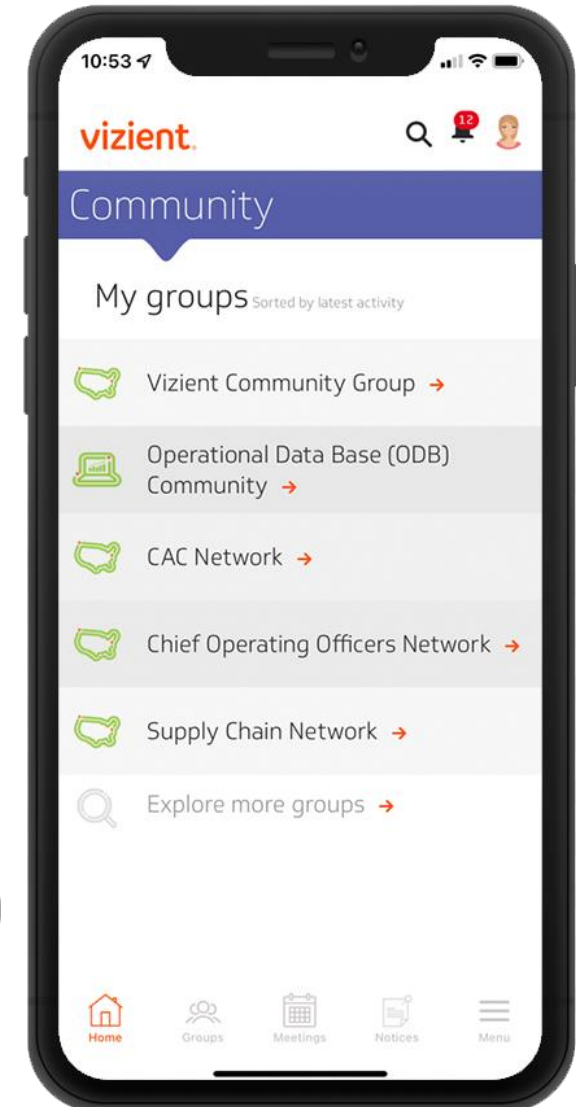 10:53
vizient.
12
Community
My groups Sorted by latest activity
Vizient Community Group →
Operational Data Base (ODB)
Community →
CAC Network →
Chief Operating Officers Network →
Supply Chain Network →
Explore more groups →
Home Groups Meetings Notices Menu